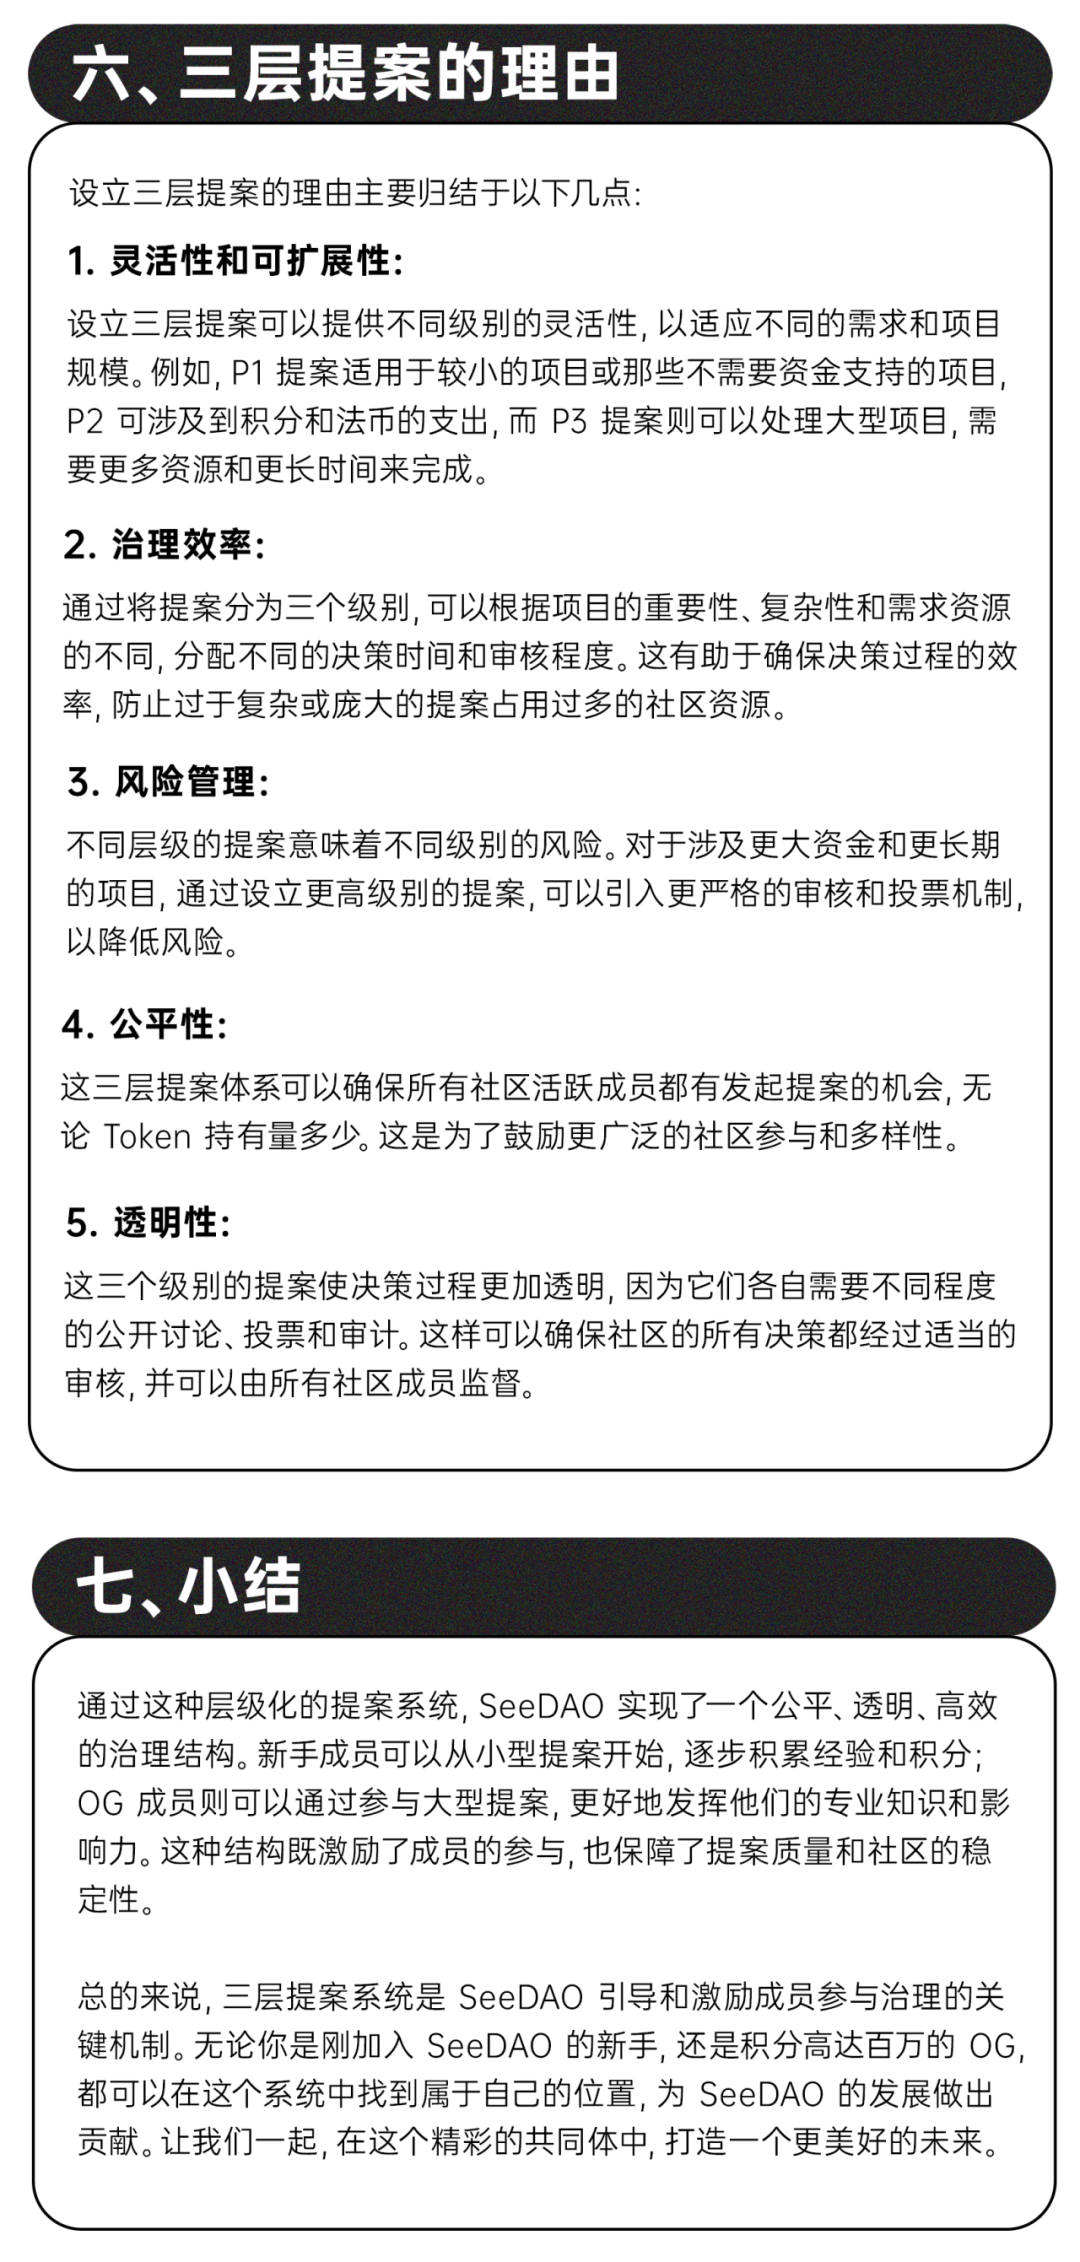 六、三层提案的理由
设立三层提案的理由主要归结于以下几点:
1. 灵活性和可扩展性:
设立三层提案可以提供不同级别的灵活性, 以适应不同的需求和项目
规模。例如, P1 提案适用于较小的项目或那些不需要资金支持的项目,
P2 可涉及到积分和法币的支出, 而 P3 提案则可以处理大型项目, 需
要更多资源和更长时间来完成。
2. 治理效率:
通过将提案分为三个级别, 可以根据项目的重要性、复杂性和需求资源
的不同, 分配不同的决策时间和审核程度。这有助于确保决策过程的效
率, 防止过于复杂或庞大的提案占用过多的社区资源。
3. 风险管理:
不同层级的提案意味着不同级别的风险。对于涉及更大资金和更长期
的项目, 通过设立更高级别的提案, 可以引入更严格的审核和投票机制,
以降低风险。
4. 公平性:
这三层提案体系可以确保所有社区活跃成员都有发起提案的机会, 无
论 Token 持有量多少。这是为了鼓励更广泛的社区参与和多样性。
5. 透明性:
这三个级别的提案使决策过程更加透明, 因为它们各自需要不同程度
的公开讨论、投票和审计。这样可以确保社区的所有决策都经过适当的
审核, 并可以由所有社区成员监督。
七、小结
通过这种层级化的提案系统, SeeDAO 实现了一个公平、透明、高效
的治理结构。新手成员可以从小型提案开始, 逐步积累经验和积分;
OG 成员则可以通过参与大型提案, 更好地发挥他们的专业知识和影
响力。这种结构既激励了成员的参与, 也保障了提案质量和社区的稳
定性。
总的来说, 三层提案系统是 SeeDAO 引导和激励成员参与治理的关
键机制。无论你是刚加入 SeeDAO 的新手, 还是积分高达百万的 OG,
都可以在这个系统中找到属于自己的位置, 为 SeeDAO 的发展做出
贡献。让我们一起, 在这个精彩的共同体中, 打造一个更美好的未来。